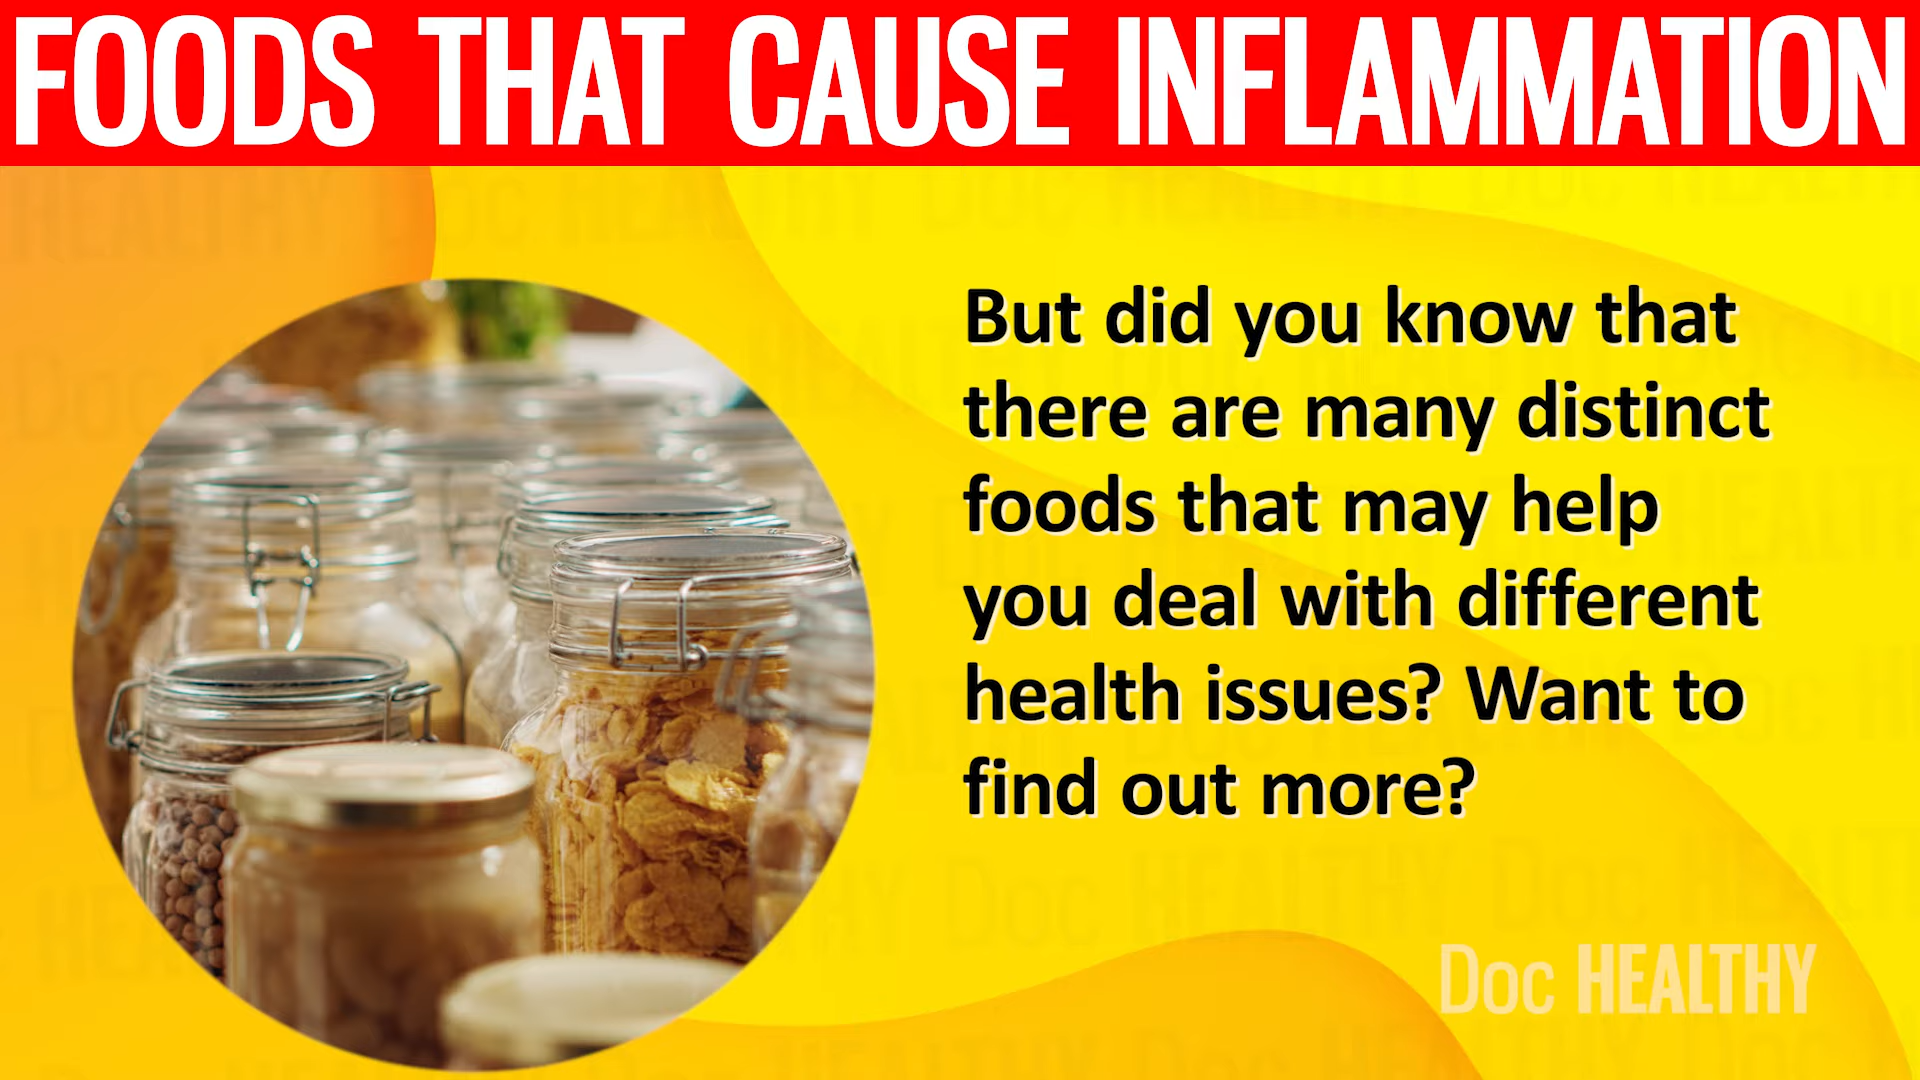 FOODS THAT CAUSE INFLAMMATION
But did you know that
there are many distinct
foods that may help
you deal with different
health issues? Want to
find out more?
Doc HEALTHY